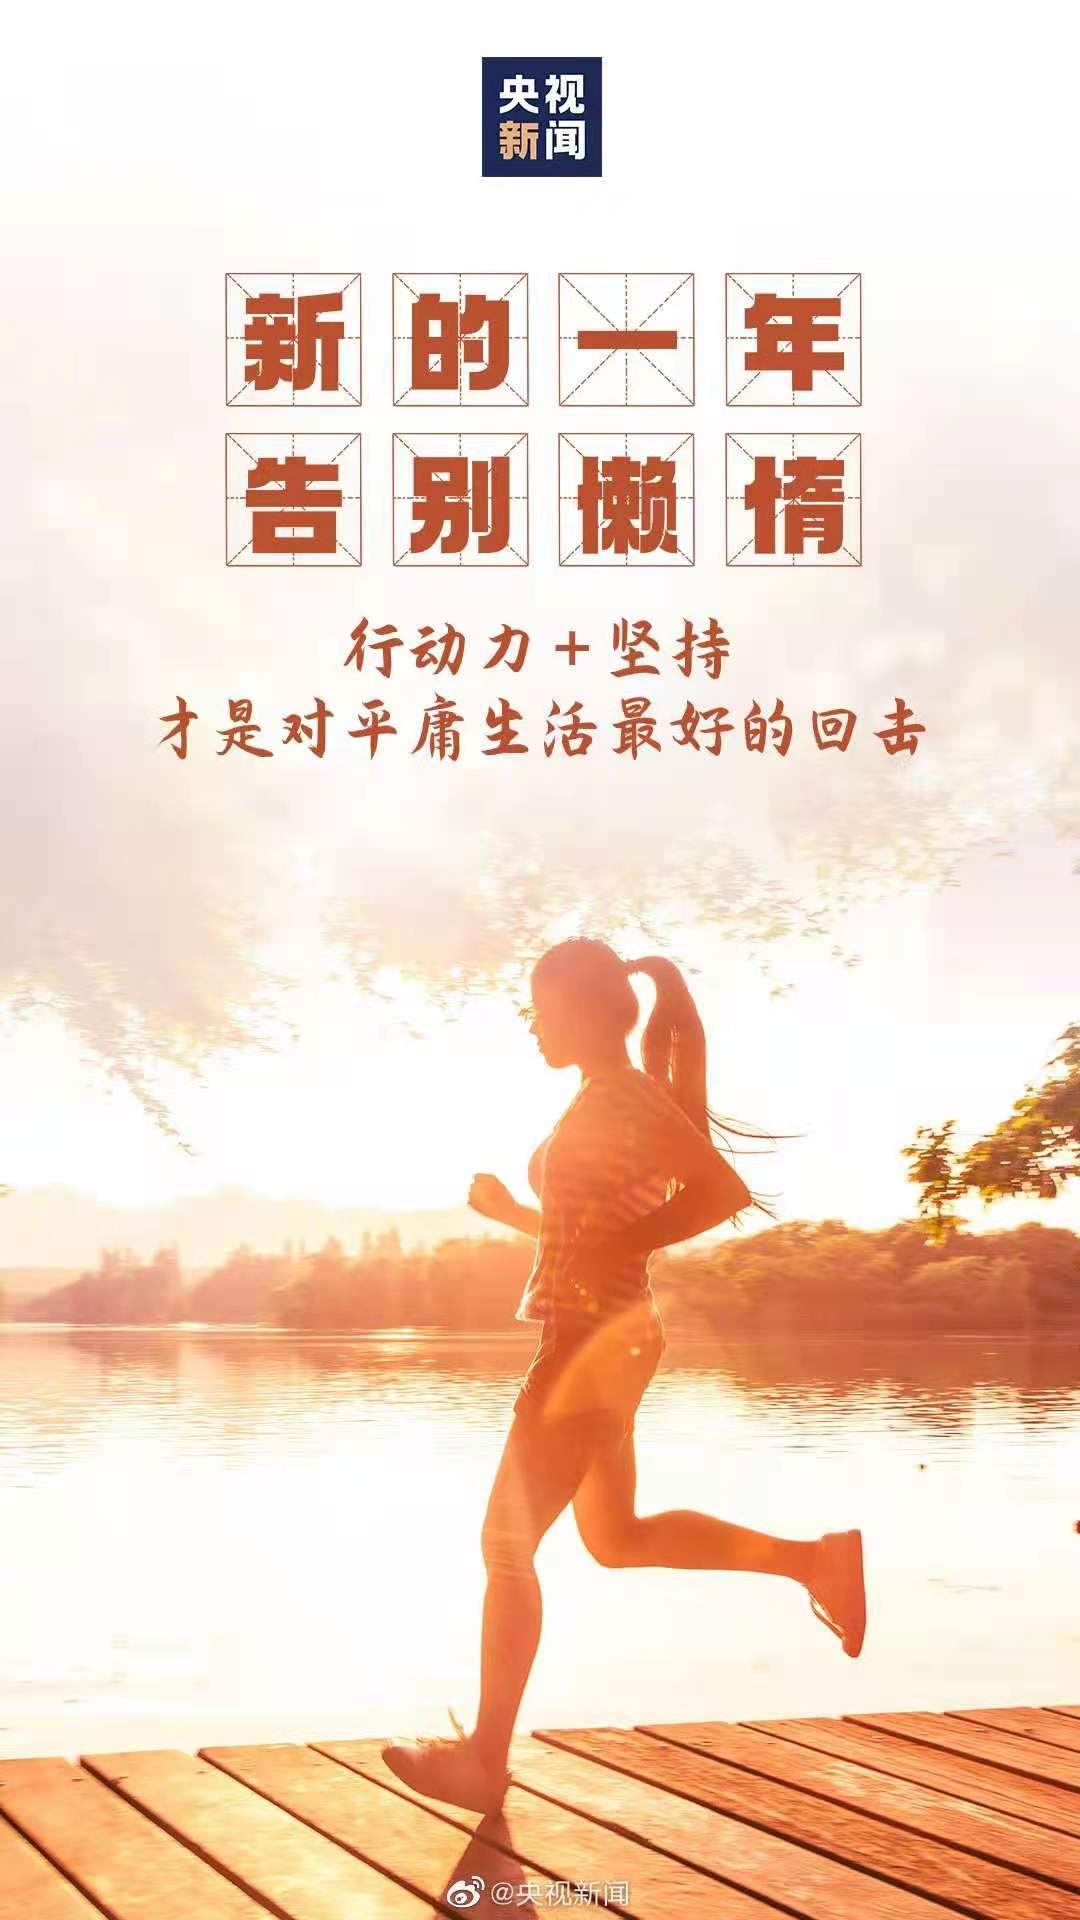 央视
新闻
新的一年
告别懒惰
行动力+坚持
才是对平庸生活最好的回击
@央视新闻